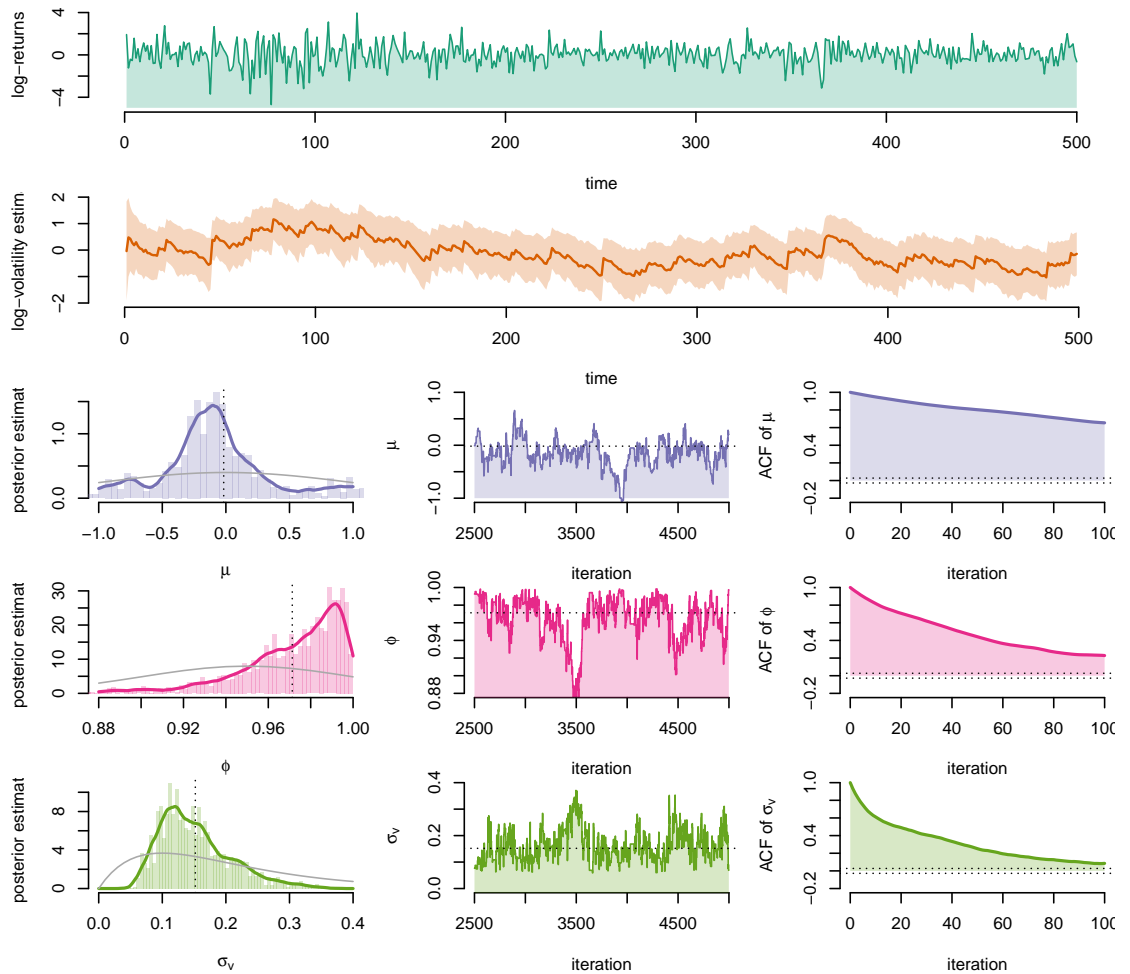 log−returns
−4 0 4
0 100 200 300 400 500
time
log−volatility estim
−2 0 1 2
0 100 200 300 400 500
time
posterior estimat
0.0 1.0
−1.0 −0.5 0.0 0.5 1.0
μ
μ
−1.0 0.0 1.0
2500 3500 4500
iteration
ACF of μ
−0.2 0.4 1.0
0 20 40 60 80 100
iteration
posterior estimat
0 10 20 30
0.88 0.92 0.96 1.00
ϕ
ϕ
0.88 0.94 1.00
2500 3500 4500
iteration
ACF of ϕ
−0.2 0.4 1.0
0 20 40 60 80 100
iteration
posterior estimat
0 4 8
0.0 0.1 0.2 0.3 0.4
σv
σv
0.0 0.2 0.4
2500 3500 4500
iteration
ACF of σv
−0.2 0.4 1.0
0 20 40 60 80 100
iteration